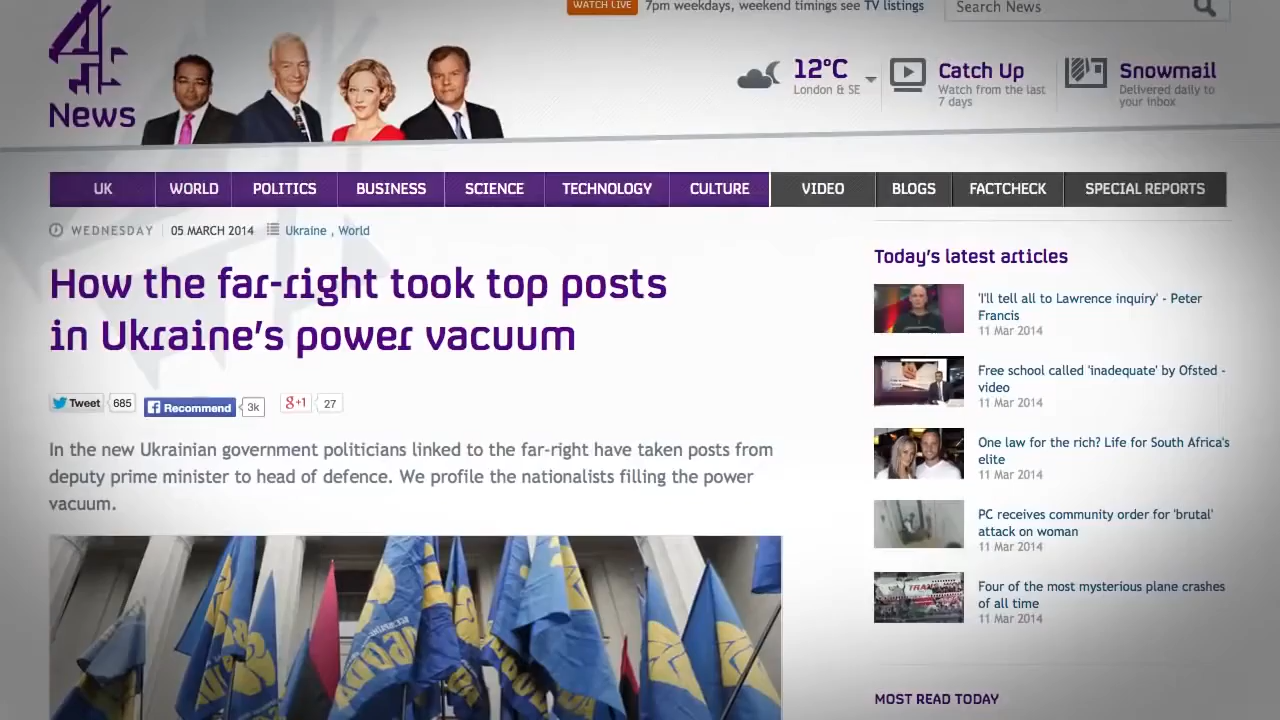 WATCH LIVE
7pm weekdays, weekend timings see TV listings
Search News
4
News
12°C
London & SE
Catch Up
Watch from the last
7 days
Snowmail
Delivered daily to
your inbox
UK WORLD POLITICS BUSINESS SCIENCE TECHNOLOGY CULTURE VIDEO BLOGS FACTCHECK SPECIAL REPORTS
WEDNESDAY 05 MARCH 2014 Ukraine , World
How the far-right took top posts
in Ukraine's power vacuum
Tweet 685 Recommend 3k g+1 27
In the new Ukrainian government politicians linked to the far-right have taken posts from
deputy prime minister to head of defence. We profile the nationalists filling the power
vacuum.
Today's latest articles
'I'll tell all to Lawrence inquiry' - Peter
Francis
11 Mar 2014
Free school called 'inadequate' by Ofsted -
video
11 Mar 2014
One law for the rich? Life for South Africa's
elite
11 Mar 2014
PC receives community order for 'brutal'
attack on woman
11 Mar 2014
Four of the most mysterious plane crashes
of all time
11 Mar 2014
MOST READ TODAY